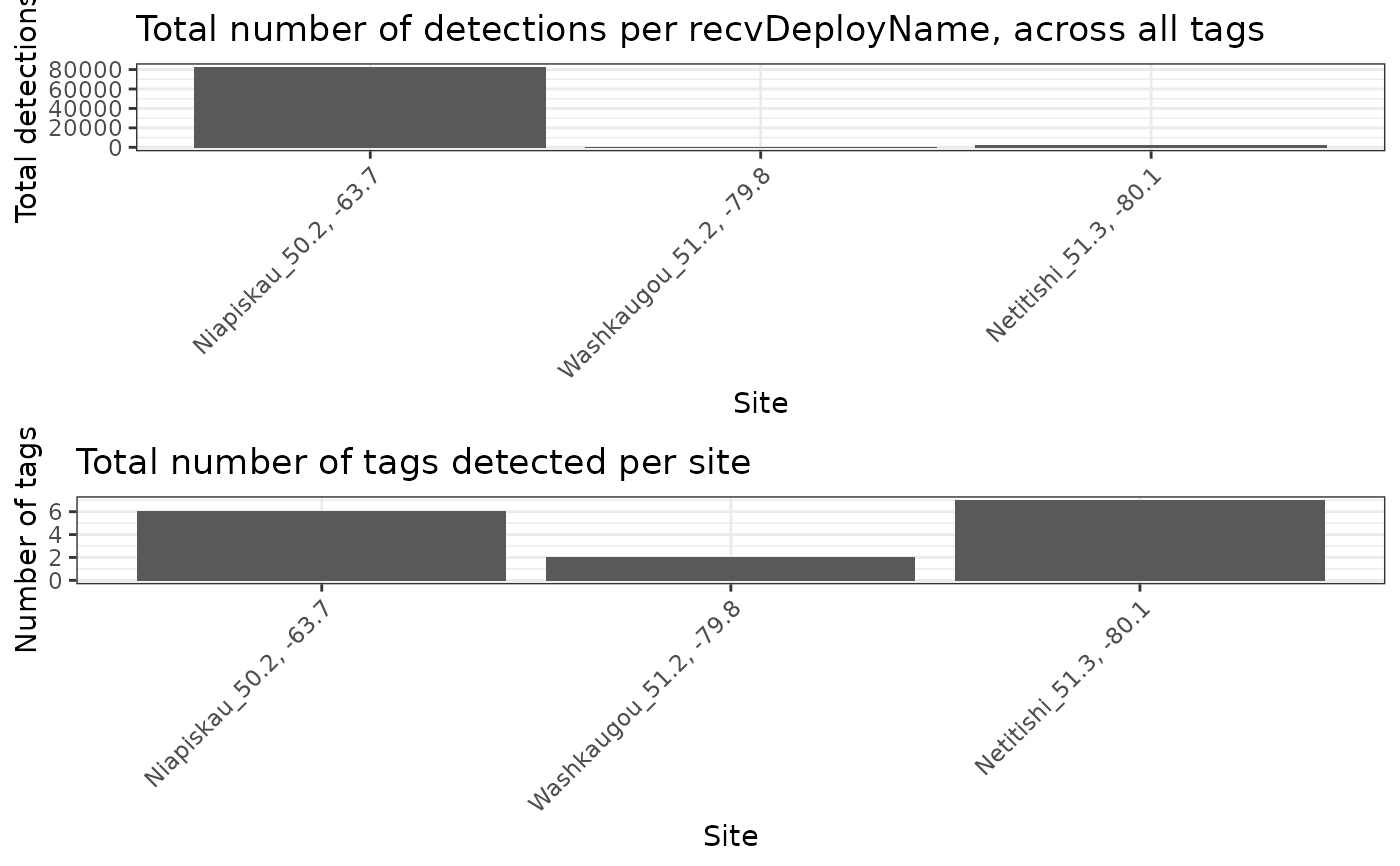 Total number of detections per recvDeployName, across all tags
Total detections
80000
60000
40000
20000
0
Niapiskau_50.2, -63.7
Washkaugou_51.2, -79.8
Netitishi_51.3, -80.1
Site
Total number of tags detected per site
Number of tags
6
4
2
0
Niapiskau_50.2, -63.7
Washkaugou_51.2, -79.8
Netitishi_51.3, -80.1
Site